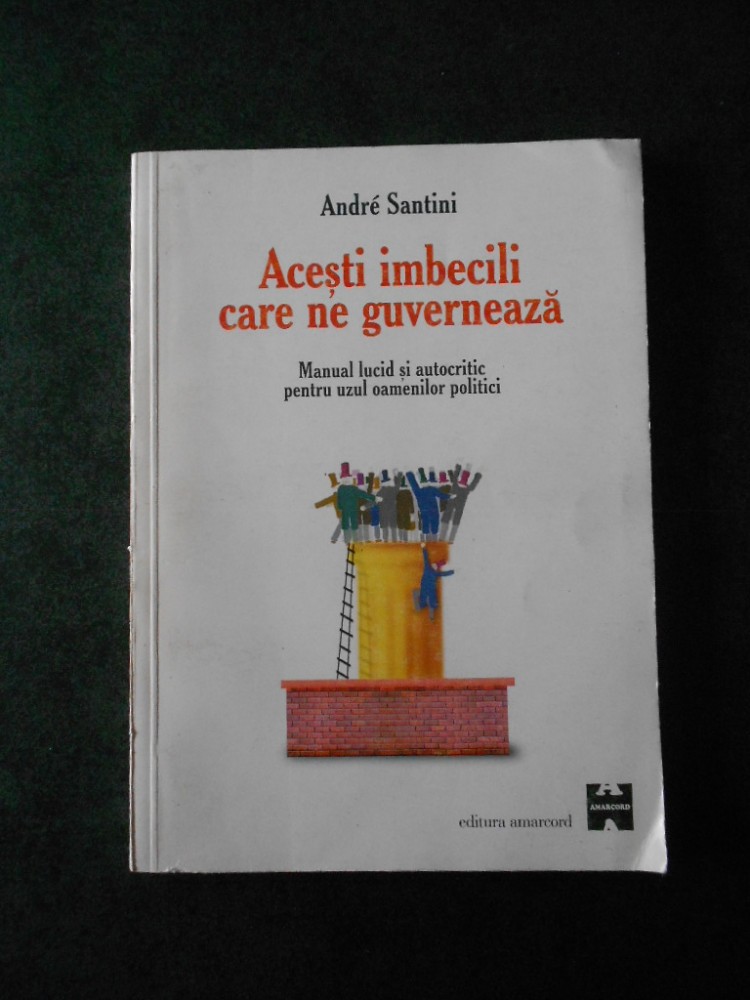 André Santini
Acești imbecili
care ne guvernează
Manual lucid și autocritic
pentru uzul oamenilor politici
editura amarcord
A
AMARCORD
A